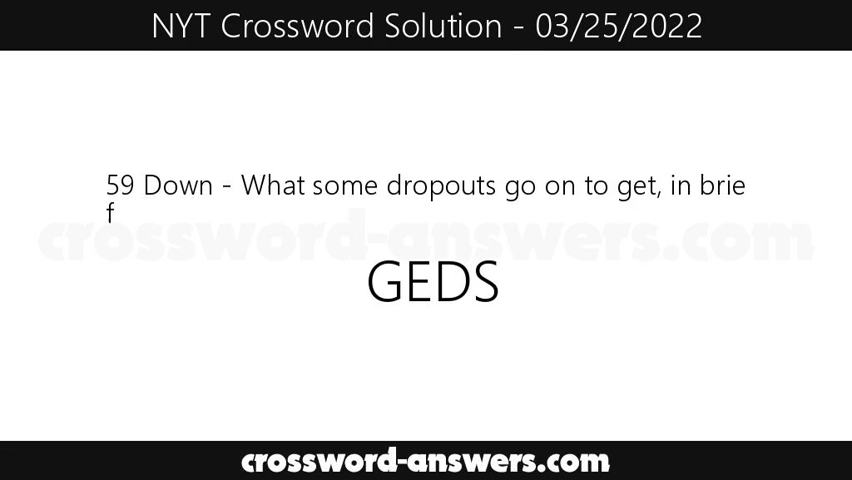 NYT Crossword Solution - 03/25/2022
59 Down - What some dropouts go on to get, in brie
f
crossword-answers.com
GEDS
crossword-answers.com